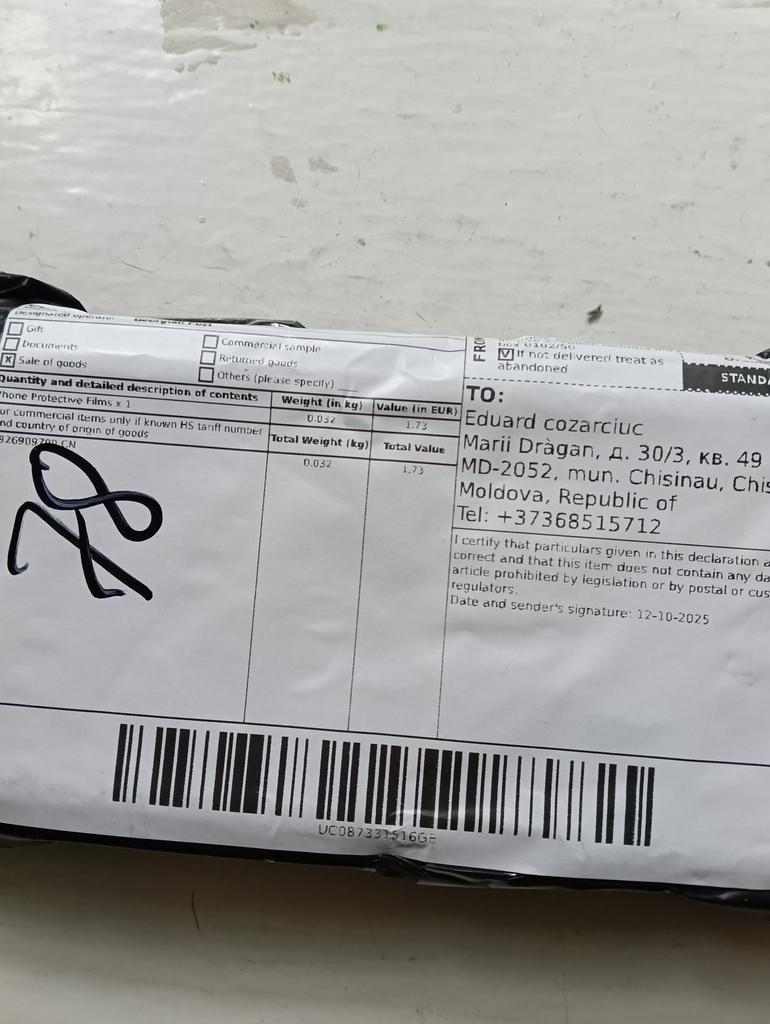 Designated operator Georgian Post
Gift
Documents
Commercial sample
Sale of goods
Returned goods
Others (please specify)
Quantity and detailed description of contents
Weight (in kg)
Value (in EUR)
Phone Protective Films x 1
0.032
1.73
or commercial items only if known HS tariff number
nd country of origin of goods
Total Weight (kg)
Total Value
926909790 CN
0.032
1.73
78
FRO
If not delivered treat as
abandoned
STANDA
TO:
Eduard cozarciuc
Marii Dràgan, д. 30/3, кв. 49
MD-2052, mun. Chisinau, Chis
Moldova, Republic of
Tel: +37368515712
I certify that particulars given in this declaration a
correct and that this item does not contain any da
article prohibited by legislation or by postal or cus
regulators.
Date and sender's signature: 12-10-2025
UC087331516GE